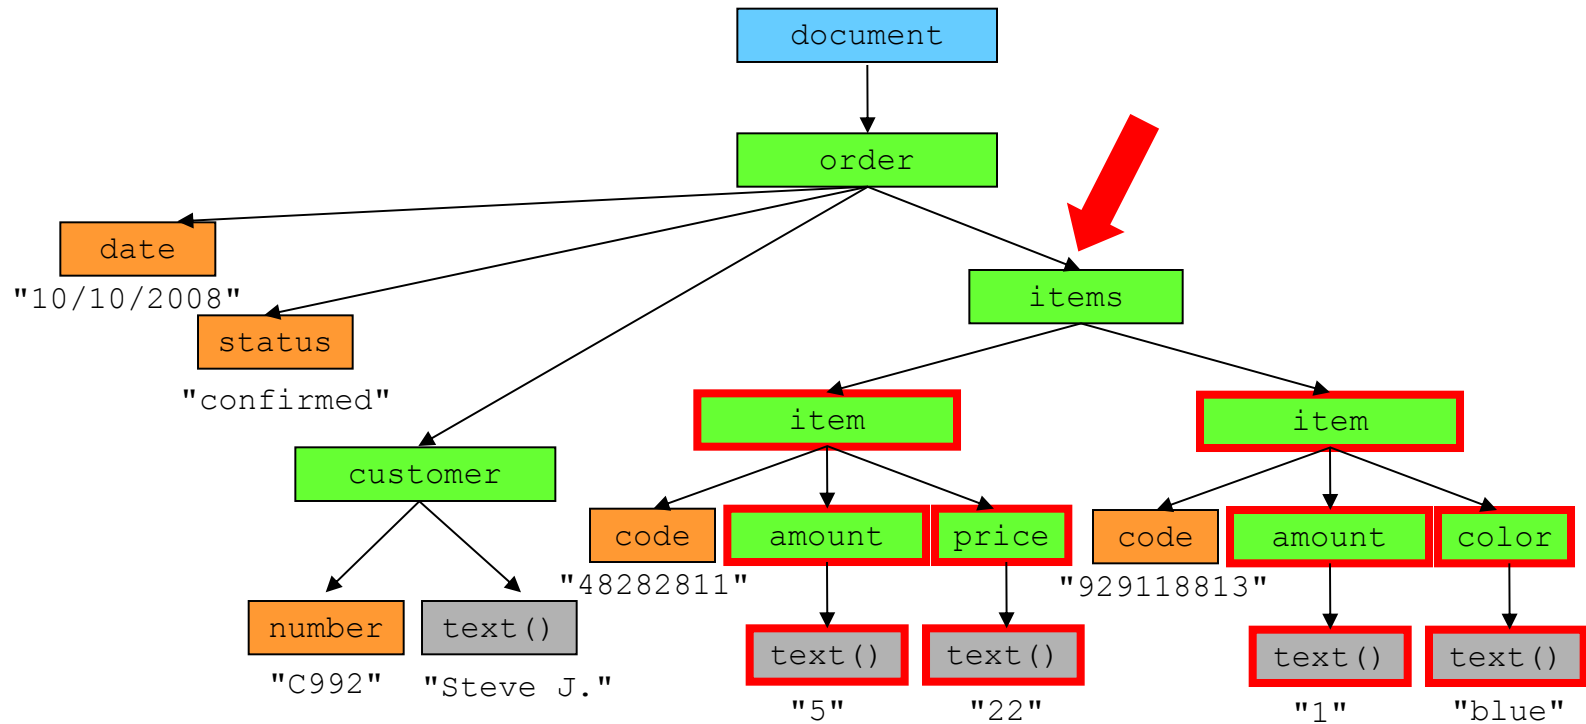 document
order
date
"10/10/2008"
items
status
"confirmed"
item
item
customer
code
amount
price
code
amount
color
"48282811"
"929118813"
number
text()
text()
text()
text()
text()
"C992"
"Steve J."
"5"
"22"
"1"
"blue"